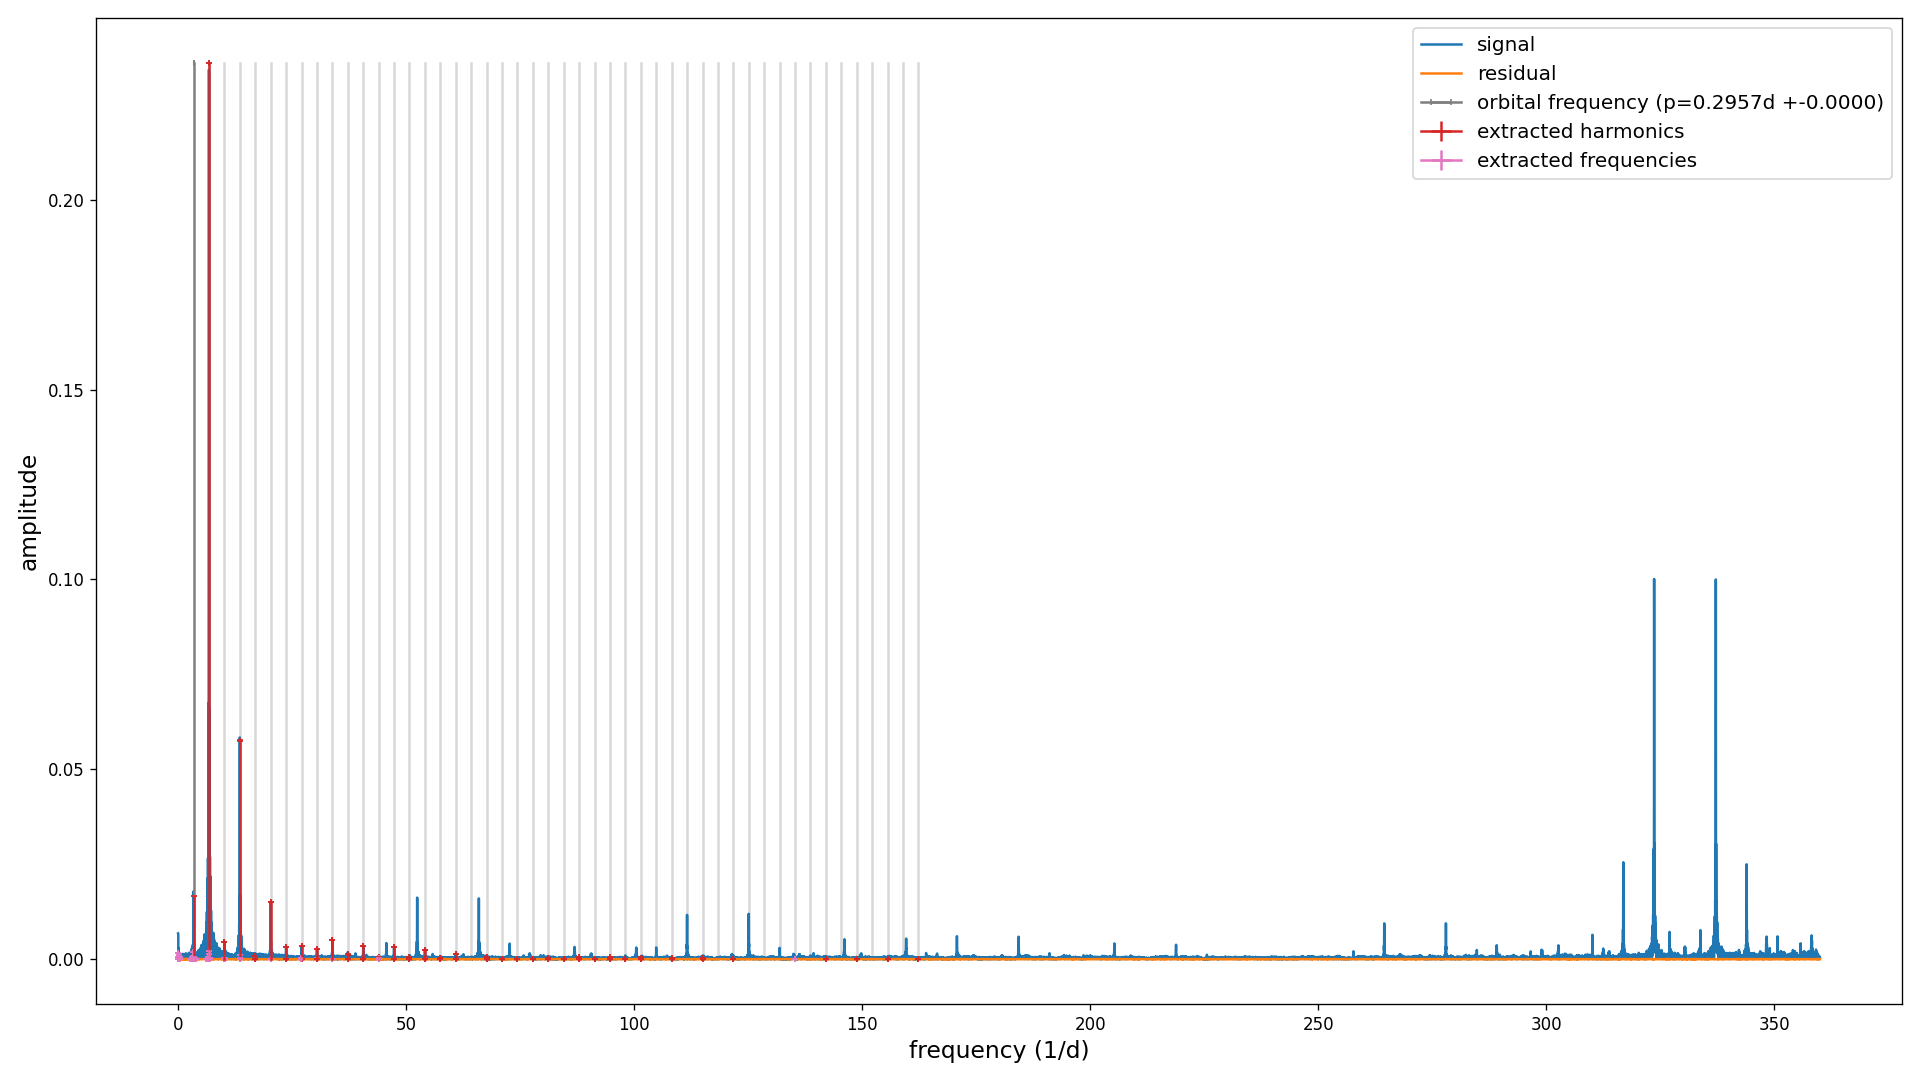 signal
residual
orbital frequency (p=0.2957d +-0.0000)
extracted harmonics
extracted frequencies
0.20
0.15
0.10
0.05
0.00
amplitude
0 50 100 150 200 250 300 350
frequency (1/d)